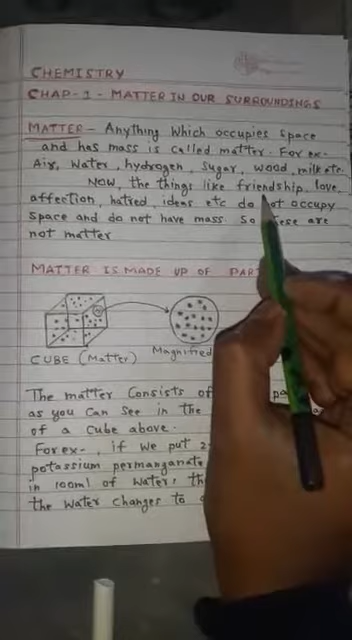 CHEMISTRY
CHAP-1- MATTER IN OUR SURROUNDINGS
MATTER- Anything which occupies space
and has mass is called matter. For ex-
Air, Water, hydrogen, Sugar, wood, milk etc.
Now, the things like friendship, love,
affection, hatred, ideas etc do not occupy
space and do not have mass. So these are
not matter
MATTER IS MADE UP OF
CUBE (Matter) Magnified
The matter Consists of
as you Can See in the
of a Cube above.
For ex-, if we put
potassium permanganate
in 100ml of Water,
the Water changes to